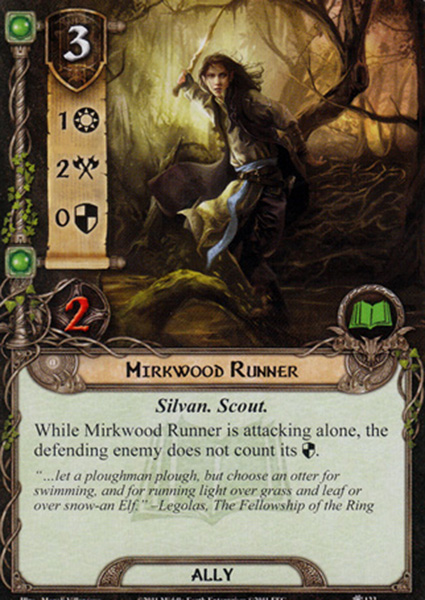 3
1
2
0
2
Mirkwood Runner
Silvan. Scout.
While Mirkwood Runner is attacking alone, the
defending enemy does not count its
“...let a ploughman plough, but choose an otter for
swimming, and for running light over grass and leaf or
over snow-an Elf.” –Legolas, The Fellowship of the Ring
ALLY